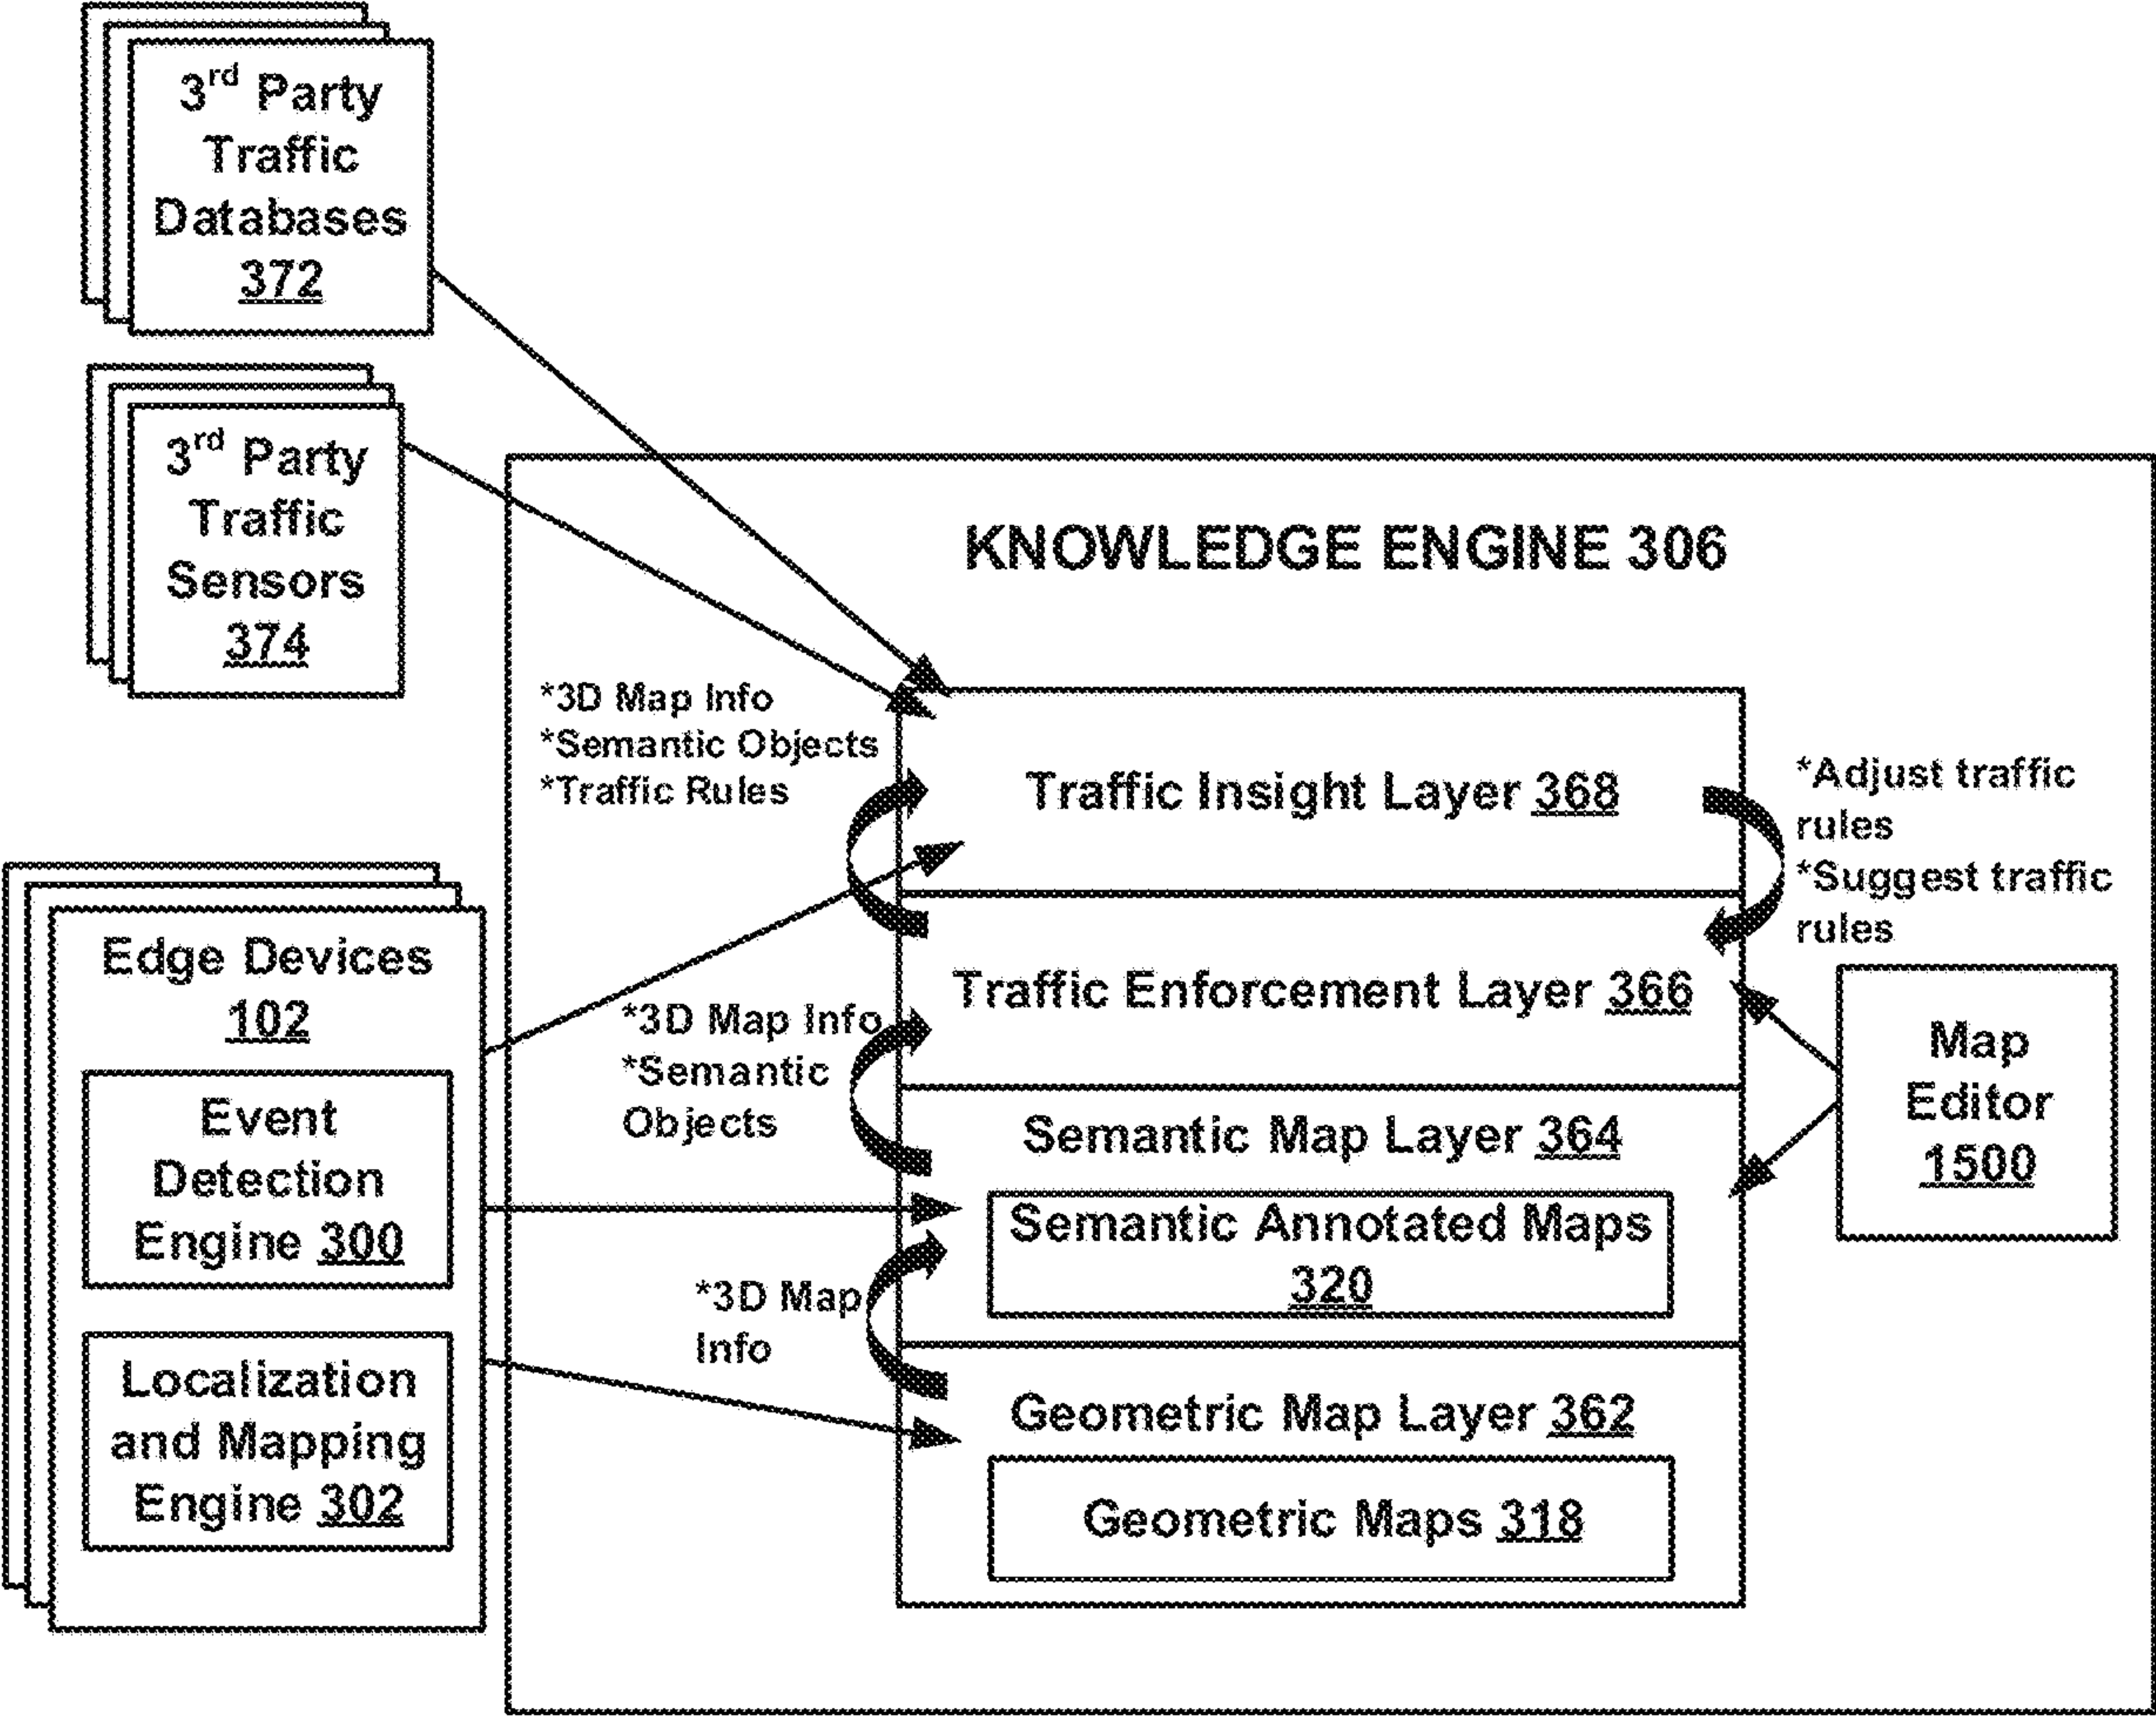 3rd Party
Traffic
Databases
372
3rd Party
Traffic
Sensors
374
KNOWLEDGE ENGINE 306
*3D Map Info
*Semantic Objects
*Traffic Rules
Traffic Insight Layer 368
*Adjust traffic
rules
*Suggest traffic
rules
Edge Devices
102
Event
Detection
Engine 300
Localization
and Mapping
Engine 302
*3D Map Info
*Semantic
Objects
Traffic Enforcement Layer 366
Map
Editor
1500
Semantic Map Layer 364
Semantic Annotated Maps
320
*3D Map
Info
Geometric Map Layer 362
Geometric Maps 318